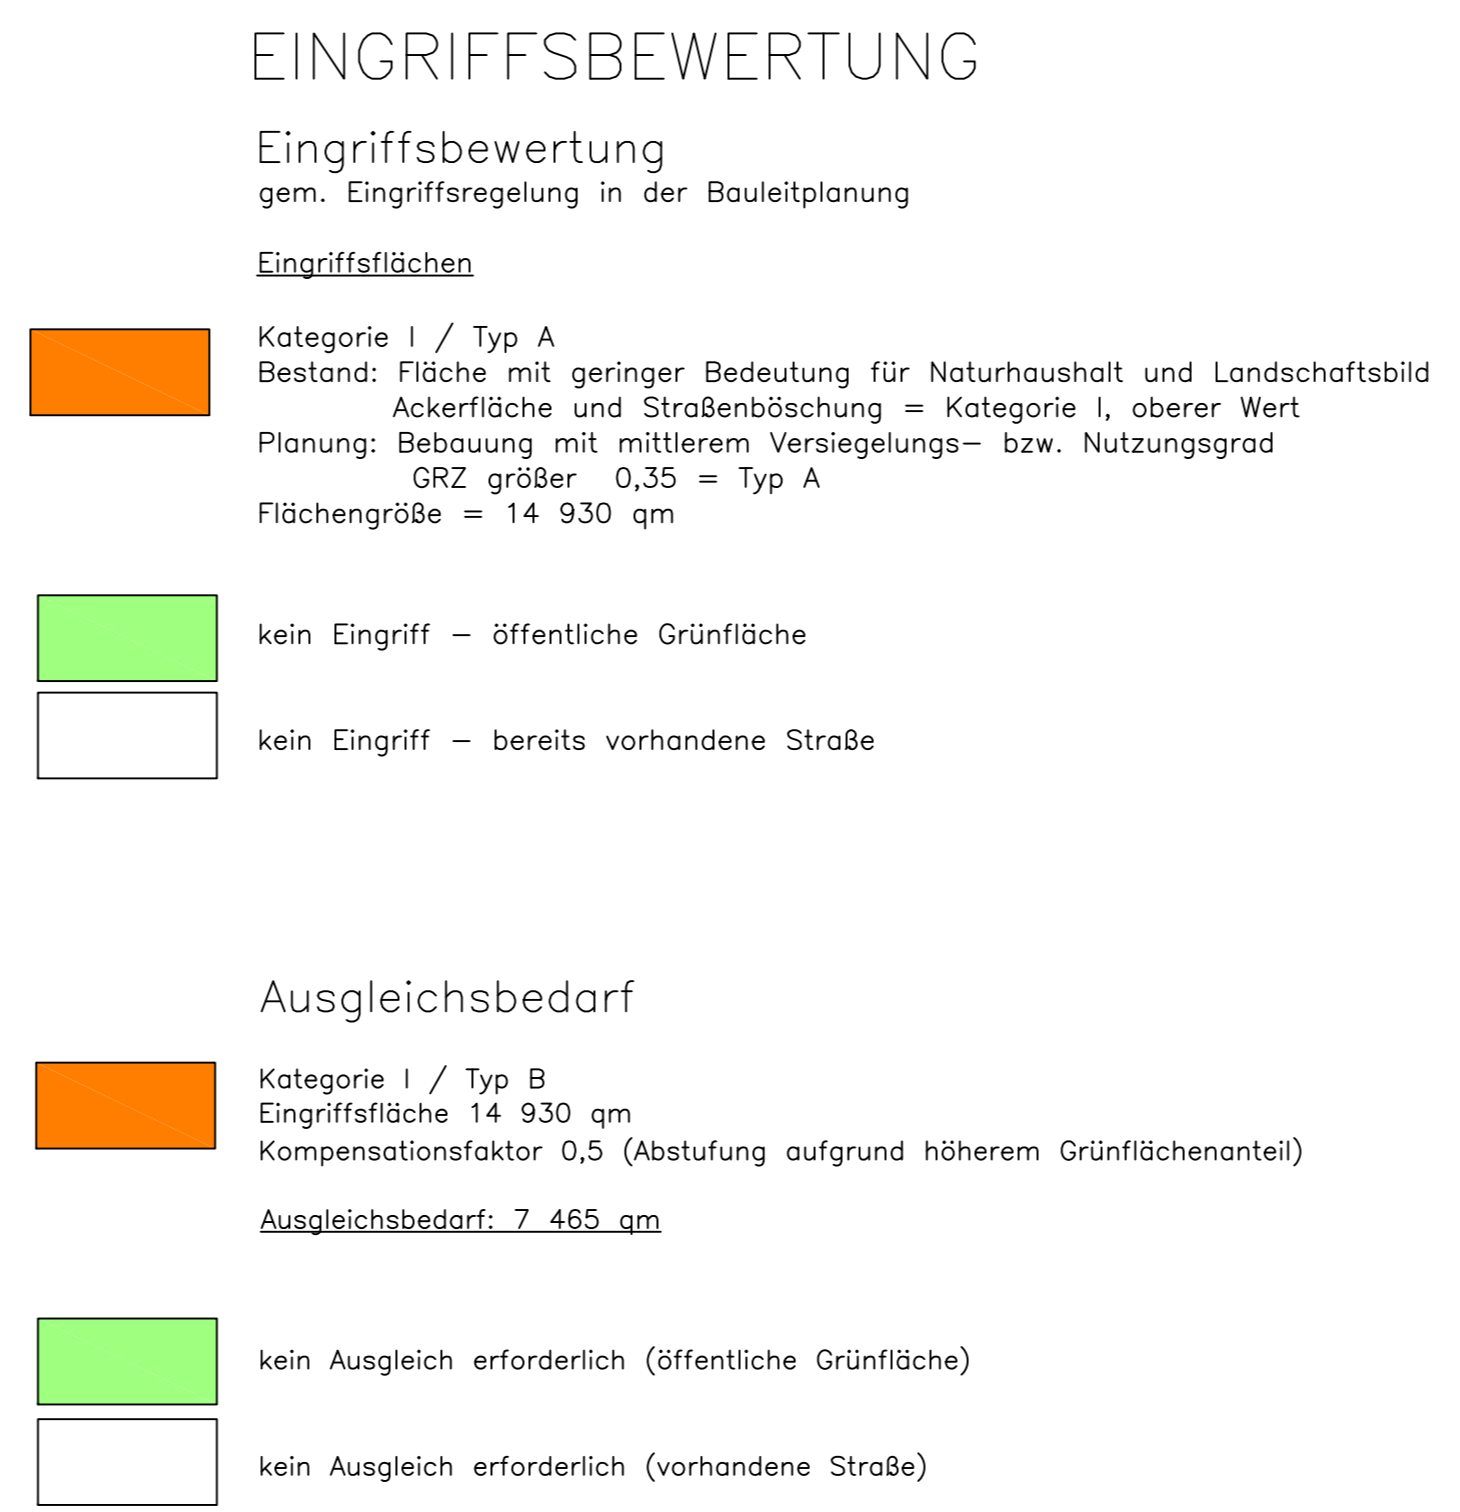 EINGRIFFSBEWERTUNG
Eingriffsbewertung
gem. Eingriffsregelung in der Bauleitplanung
Eingriffsflächen
Kategorie I / Typ A
Bestand: Fläche mit geringer Bedeutung für Naturhaushalt und Landschaftsbild
Ackerfläche und Straßenböschung = Kategorie I, oberer Wert
Planung: Bebauung mit mittlerem Versiegelungs– bzw. Nutzungsgrad
GRZ größer 0,35 = Typ A
Flächengröße = 14 930 qm
kein Eingriff – öffentliche Grünfläche
kein Eingriff – bereits vorhandene Straße
Ausgleichsbedarf
Kategorie I / Typ B
Eingriffsfläche 14 930 qm
Kompensationsfaktor 0,5 (Abstufung aufgrund höherem Grünflächenanteil)
Ausgleichsbedarf: 7 465 qm
kein Ausgleich erforderlich (öffentliche Grünfläche)
kein Ausgleich erforderlich (vorhandene Straße)